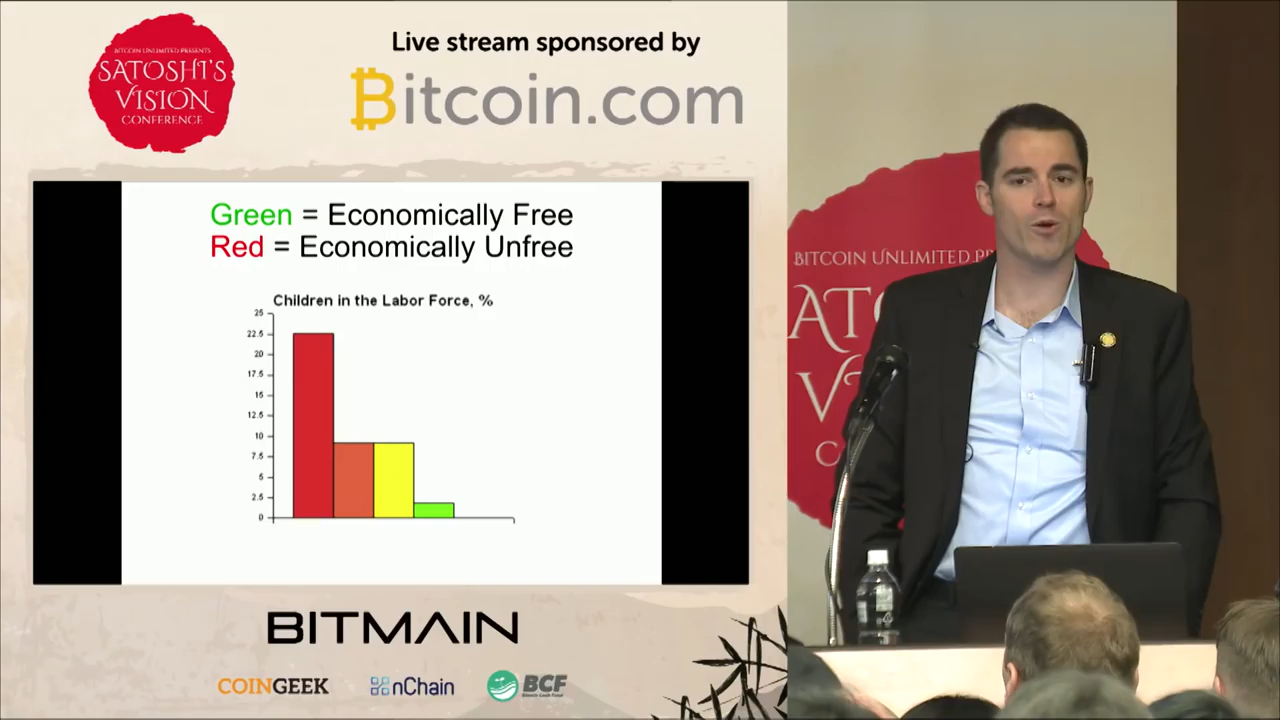 BITCOIN UNLIMITED PRESENTS
SATOSHI'S
VISION
CONFERENCE
Live stream sponsored by
Bitcoin.com
Green = Economically Free
Red = Economically Unfree
Children in the Labor Force, %
25
22.5
20
17.5
15
12.5
10
7.5
5
2.5
0
BITMAIN
COINGEEK
nChain
BCF
BITCOIN UNLIMITED PR
ATO
VI
C